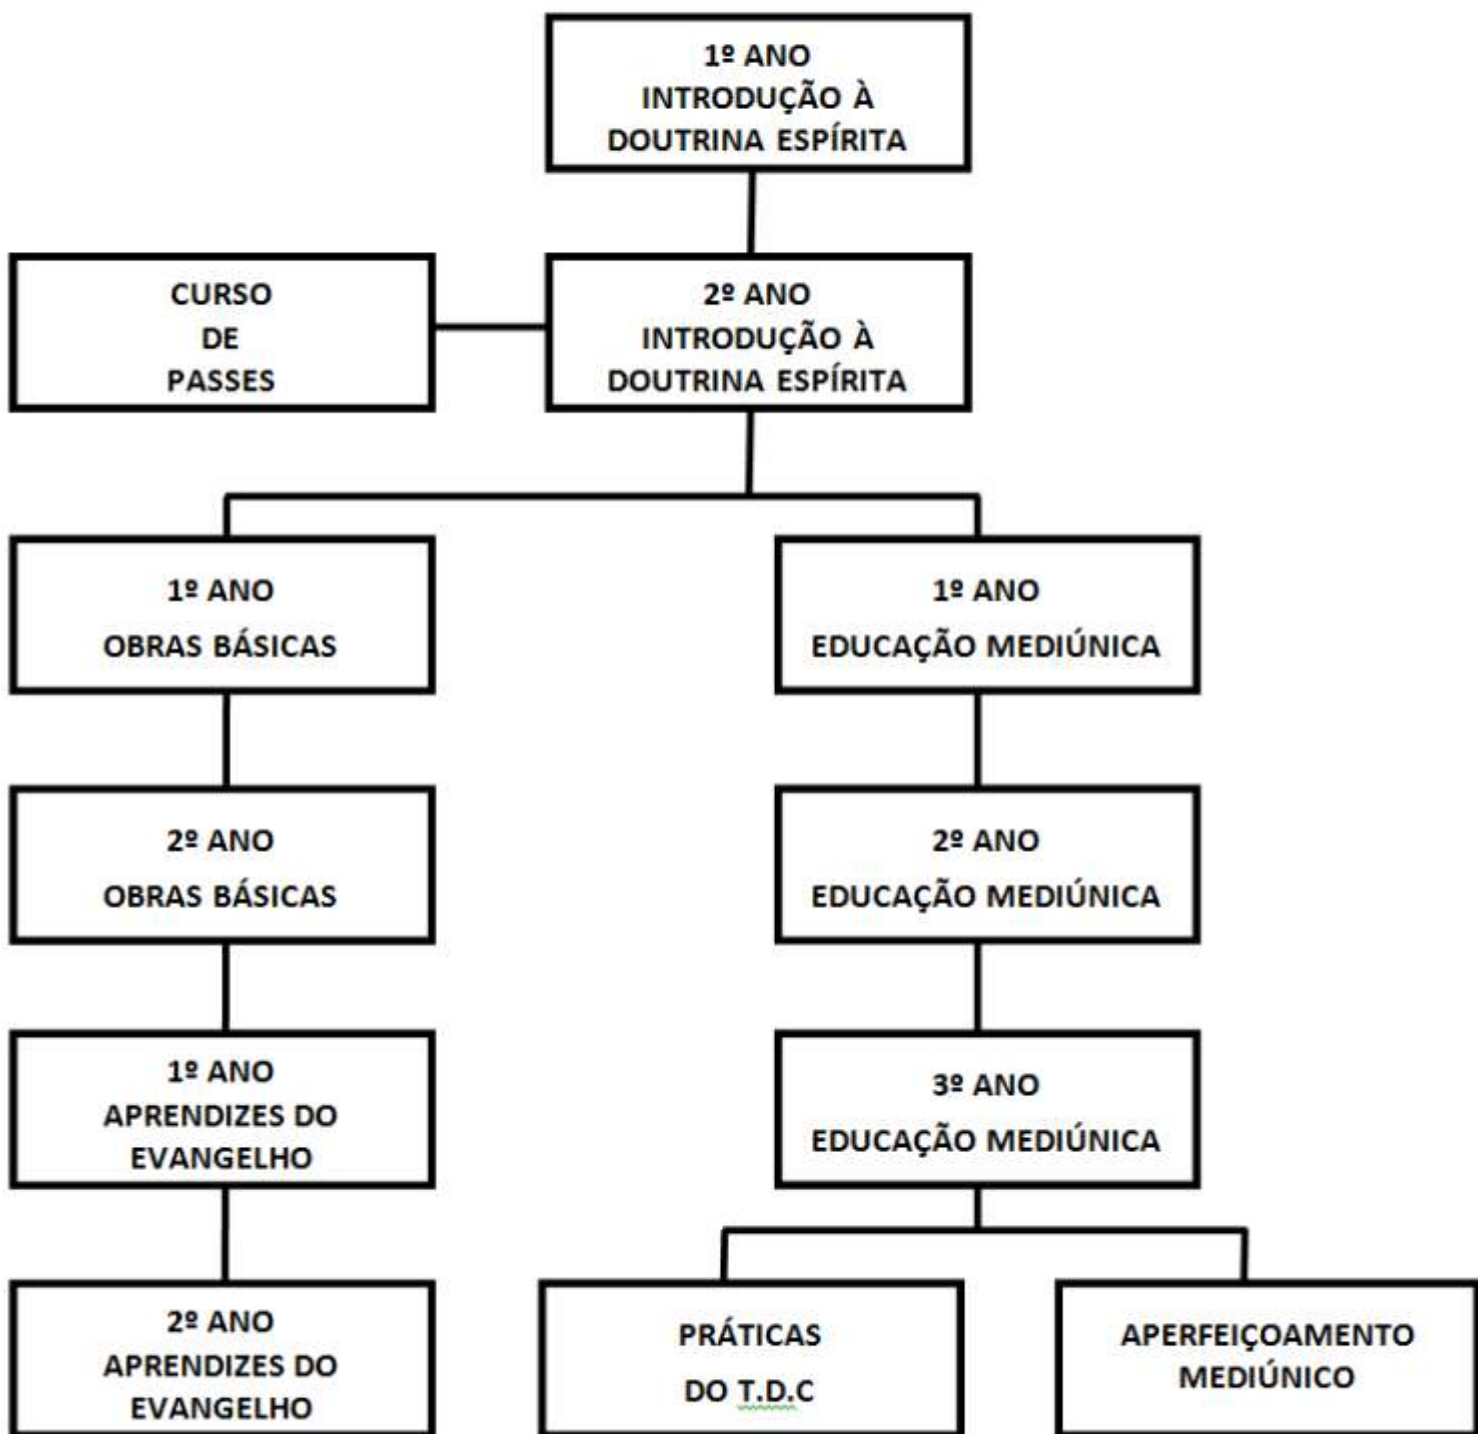 1º ANO
INTRODUÇÃO À
DOUTRINA ESPÍRITA
CURSO
DE
PASSES
2º ANO
INTRODUÇÃO À
DOUTRINA ESPÍRITA
1º ANO
OBRAS BÁSICAS
1º ANO
EDUCAÇÃO MEDIÚNICA
2º ANO
OBRAS BÁSICAS
2º ANO
EDUCAÇÃO MEDIÚNICA
1º ANO
APRENDIZES DO
EVANGELHO
3º ANO
EDUCAÇÃO MEDIÚNICA
2º ANO
APRENDIZES DO
EVANGELHO
PRÁTICAS
DO T.D.C
APERFEIÇOAMENTO
MEDIÚNICO